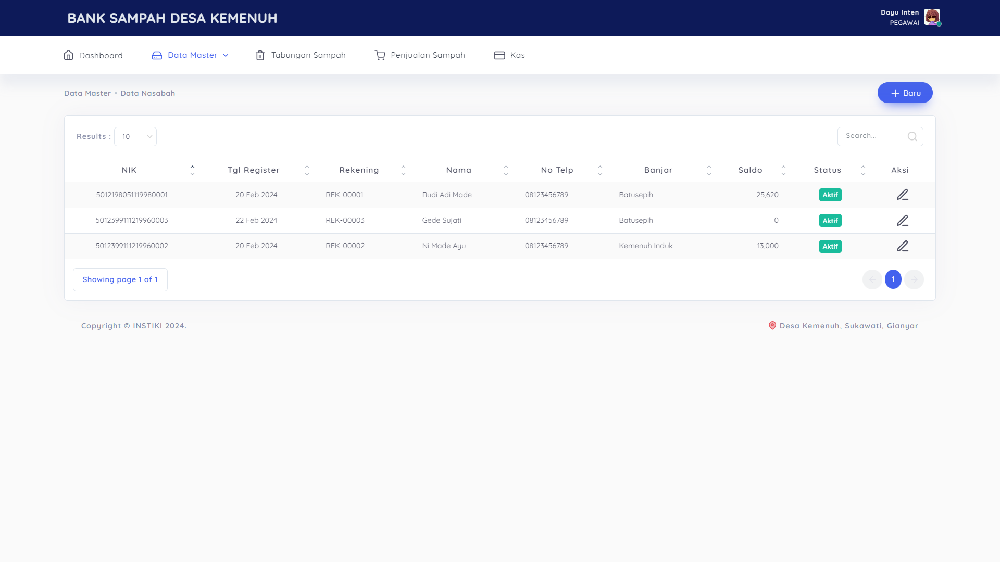 BANK SAMPAH DESA KEMENUH
Dayu Inten
PEGAWAI
Dashboard
Data Master
Tabungan Sampah
Penjualan Sampah
Kas
Data Master Data Nasabah
Baru
Results : 10
Search...
NIK Tgl Register Rekening Nama No Telp Banjar Saldo Status Aksi
5012198051119980001 20 Feb 2024 REK-00001 Rudi Adi Made 08123456789 Batusepih 25,620 Aktif
5012399111219960003 22 Feb 2024 REK-00003 Gede Sujati 08123456789 Batusepih 0 Aktif
5012399111219960002 20 Feb 2024 REK-00002 Ni Made Ayu 08123456789 Kemenuh Induk 13,000 Aktif
Showing page 1 of 1
1
Copyright © INSTIKI 2024.
Desa Kemenuh, Sukawati, Gianyar